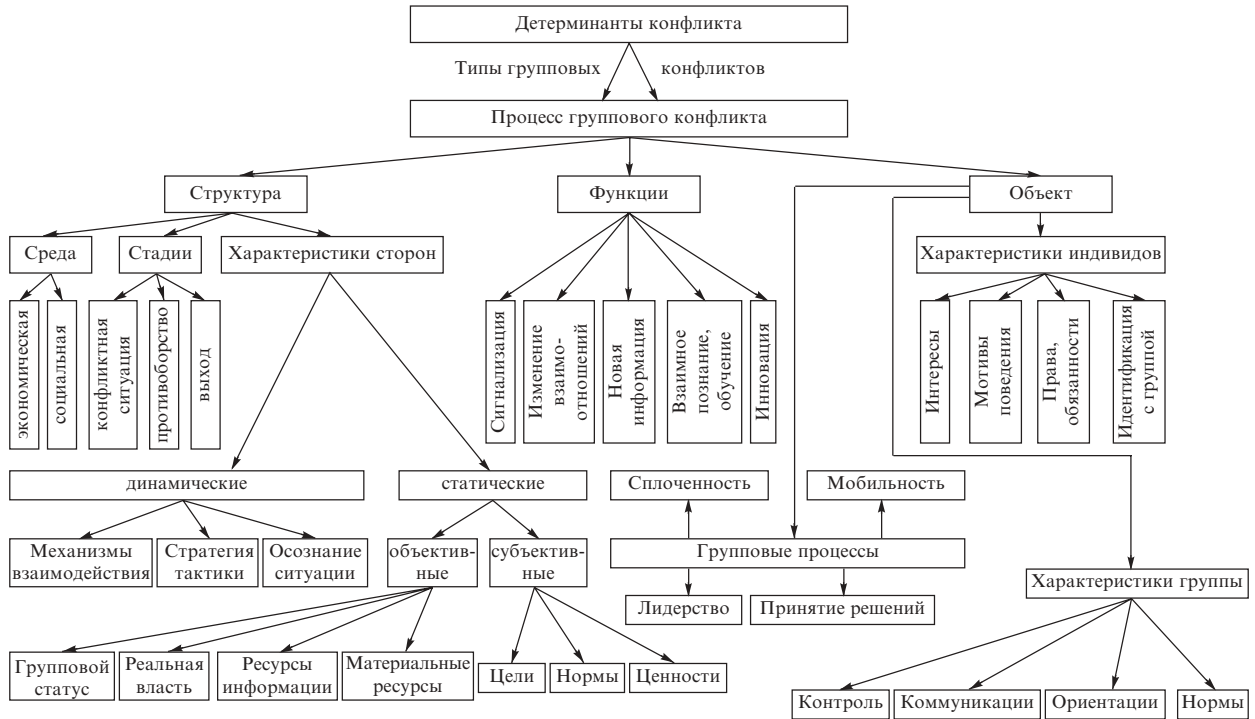 Детерминанты конфликта
Типы групповых конфликтов
Процесс группового конфликта
Структура
Функции
Объект
Среда
Стадии
Характеристики сторон
Характеристики индивидов
экономическая
социальная
конфликтная
ситуация
противоборство
выход
Сигнализация
Изменение
взаимо-
отношений
Новая
информация
Взаимное
познание,
обучение
Инновация
Интересы
Мотивы
поведения
Права,
обязанности
Идентификация
с группой
динамические
статические
Сплоченность
Мобильность
Механизмы
взаимодействия
Стратегия
тактики
Осознание
ситуации
объектив-
ные
субъектив-
ные
Групповые процессы
Лидерство
Принятие решений
Характеристики группы
Групповой
статус
Реальная
власть
Ресурсы
информации
Материальные
ресурсы
Цели
Нормы
Ценности
Контроль
Коммуникации
Ориентации
Нормы